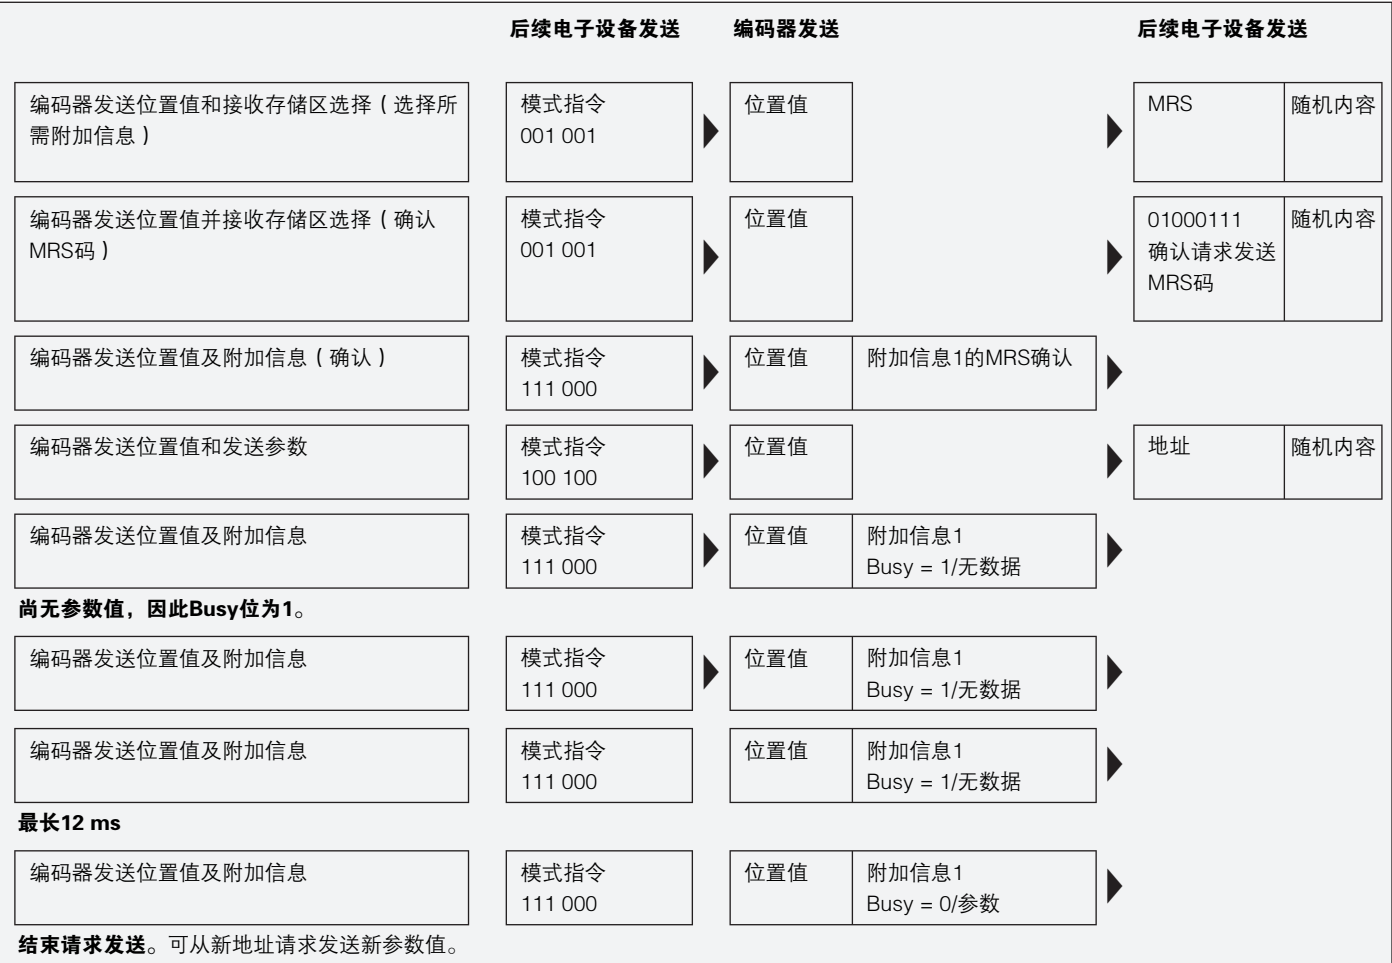 后续电子设备发送 编码器发送 后续电子设备发送
编码器发送位置值和接收存储区选择（选择所
需附加信息）
模式指令
001 001
位置值
MRS
随机内容
编码器发送位置值并接收存储区选择（确认
MRS码）
模式指令
001 001
位置值
01000111
确认请求发送
MRS码
随机内容
编码器发送位置值及附加信息（确认）
模式指令
111 000
位置值
附加信息1的MRS确认
编码器发送位置值和发送参数
模式指令
100 100
位置值
地址
随机内容
编码器发送位置值及附加信息
模式指令
111 000
位置值
附加信息1
Busy = 1/无数据
尚无参数值，因此Busy位为1。
编码器发送位置值及附加信息
模式指令
111 000
位置值
附加信息1
Busy = 1/无数据
编码器发送位置值及附加信息
模式指令
111 000
位置值
附加信息1
Busy = 1/无数据
最长12 ms
编码器发送位置值及附加信息
模式指令
111 000
位置值
附加信息1
Busy = 0/参数
结束请求发送。可从新地址请求发送新参数值。